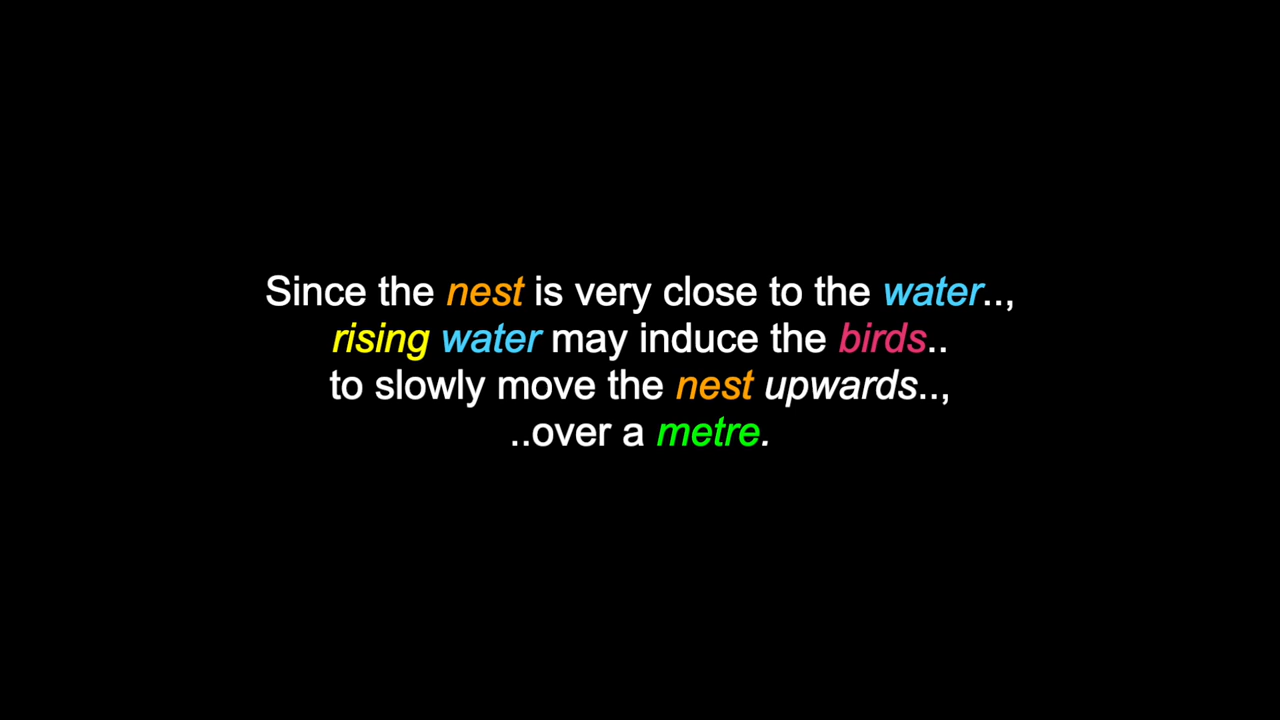 Since the nest is very close to the water..,
rising water may induce the birds..
to slowly move the nest upwards..,
..over a metre.